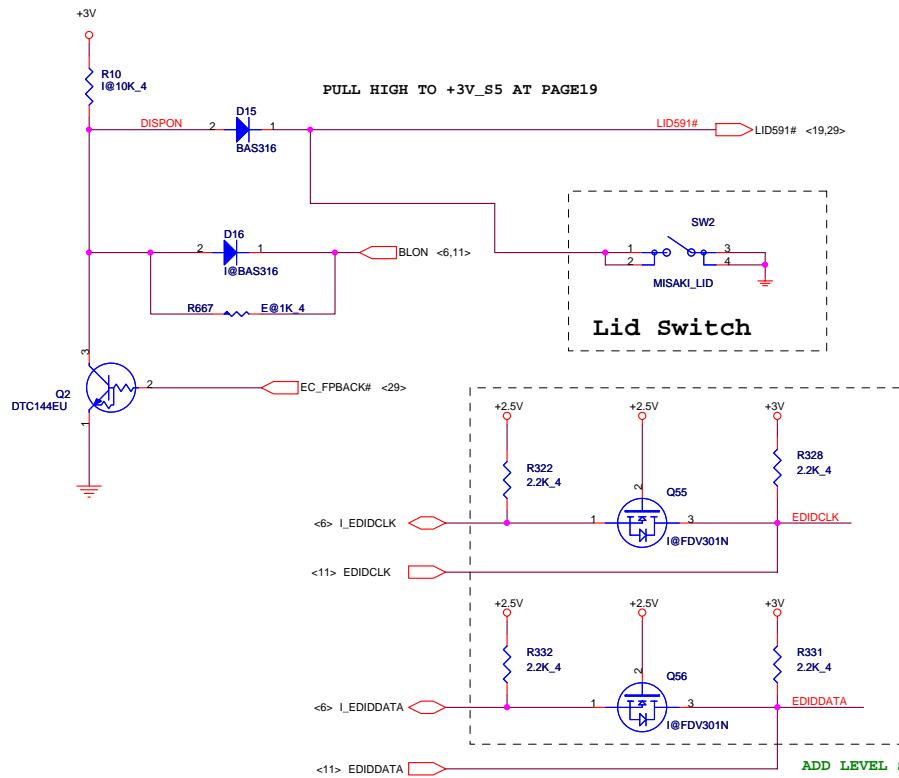 +3V
R10
I@10K_4
PULL HIGH TO +3V_S5 AT PAGE19
DISPON
2
D15
1
BAS316
LID591#
LID591# <19,29>
SW2
1
2
3
4
MISAKI_LID
Lid Switch
D16
2
1
I@BAS316
BLON <6,11>
R667
E@1K_4
3
Q2
DTC144EU
2
1
EC_FPBACK# <29>
+2.5V
+2.5V
+3V
R322
2.2K_4
R328
2.2K_4
2
Q55
<6> I_EDIDCLK
1
3
EDIDCLK
I@FDV301N
<11> EDIDCLK
+2.5V
+2.5V
+3V
R332
2.2K_4
R331
2.2K_4
2
Q56
<6> I_EDIDDATA
1
3
EDIDDATA
I@FDV301N
<11> EDIDDATA
ADD LEVEL